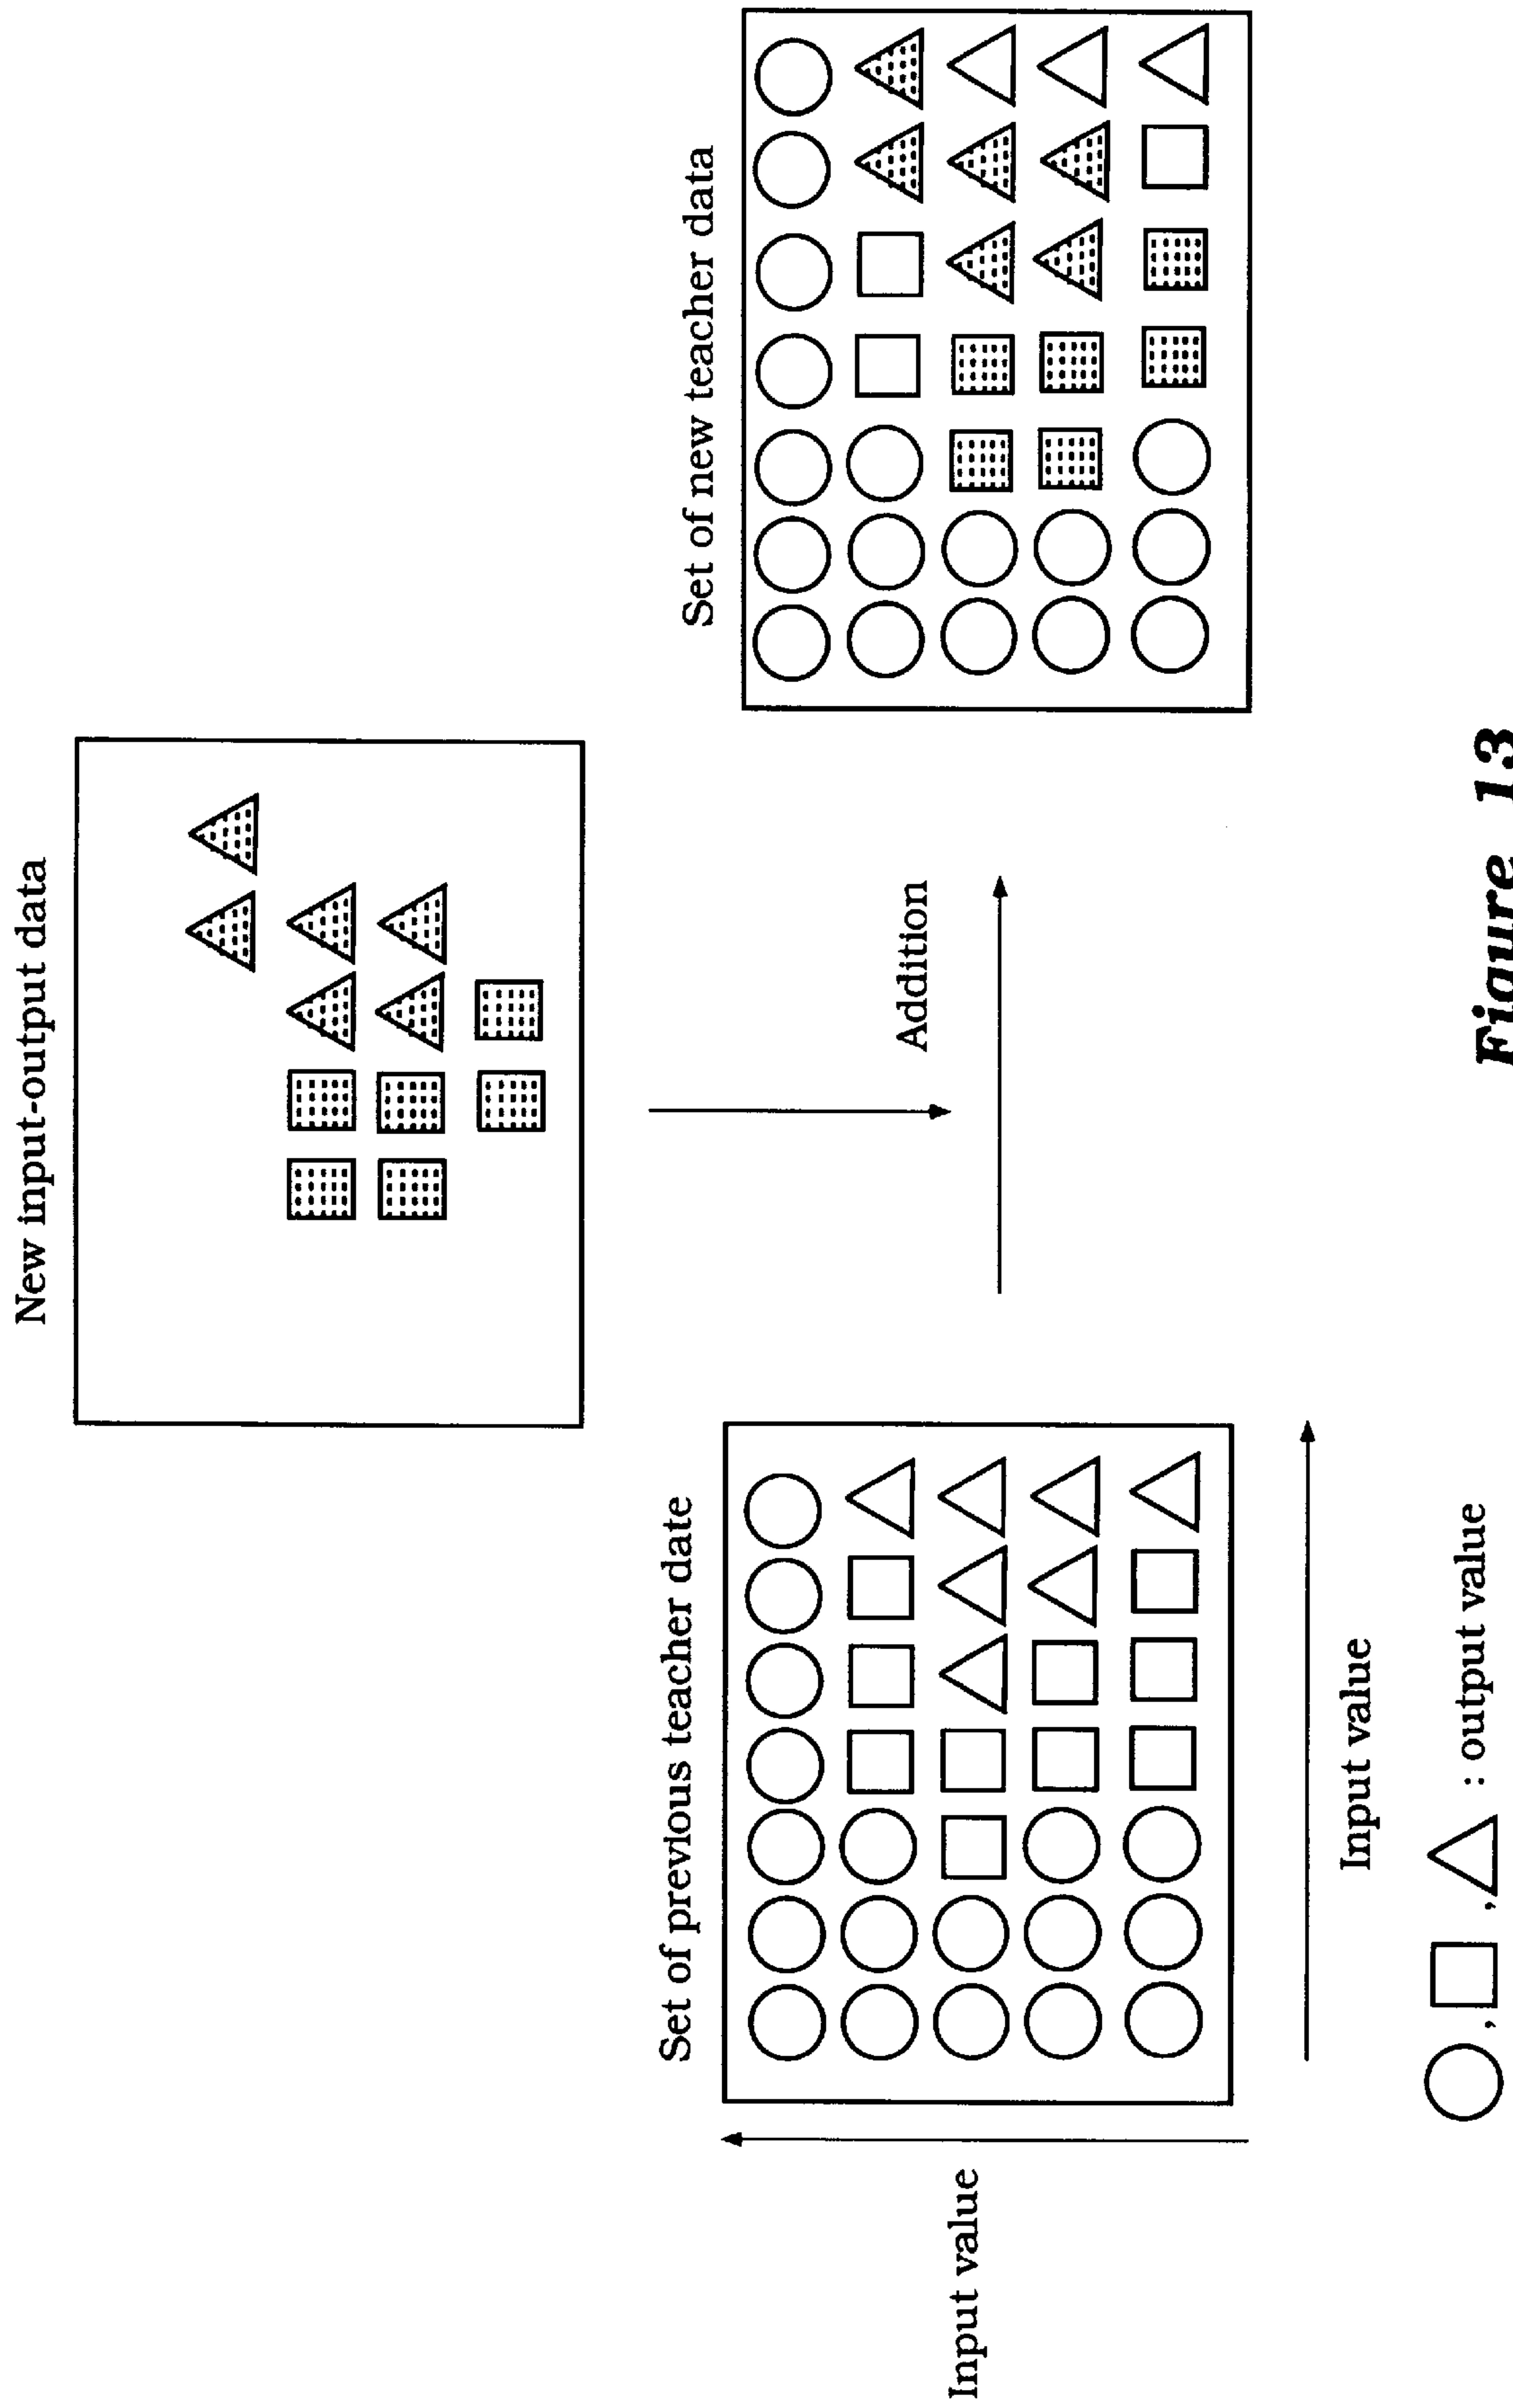 New input-output data
Set of previous teacher date
Addition
Set of new teacher data
Input value
Input value
, , : output value
Figure 13